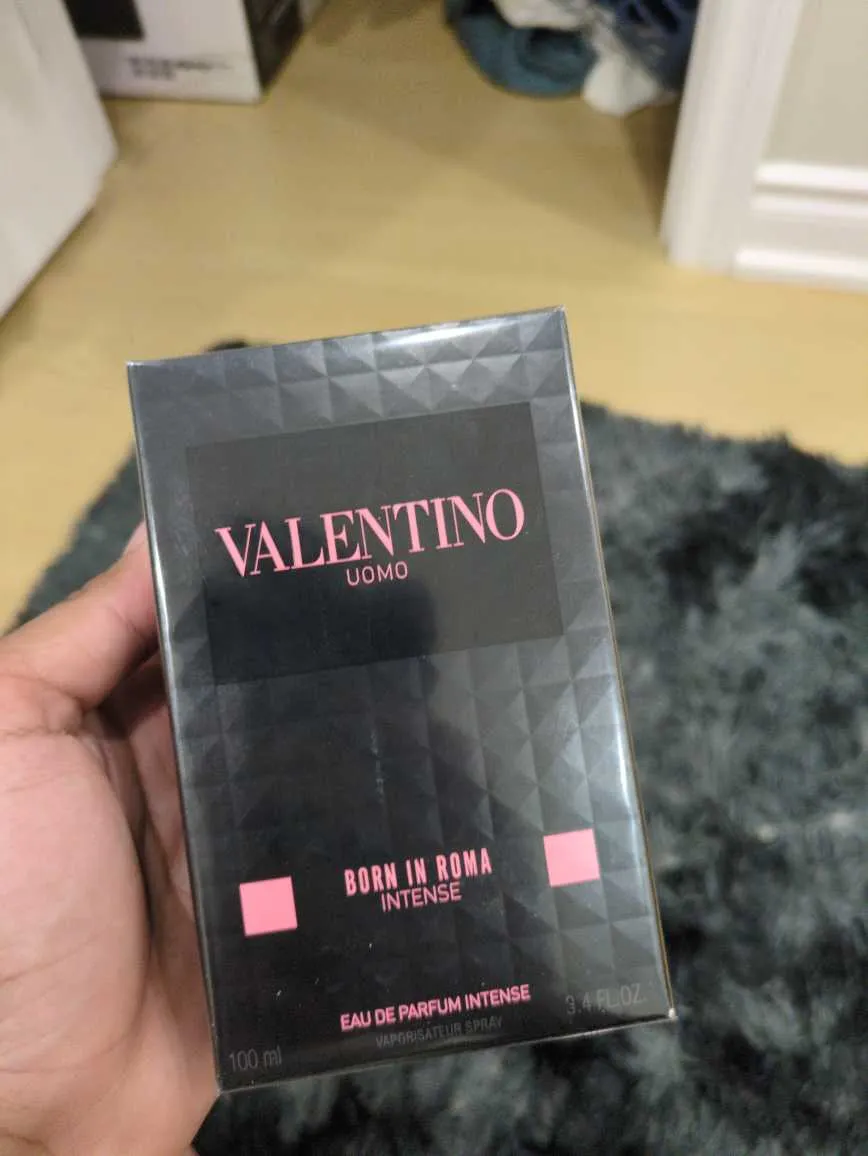 VALENTINO
UOMO
BORN IN ROMA
INTENSE
EAU DE PARFUM INTENSE
VAPORISATEUR SPRAY
100 ml
3.4 FL.OZ.